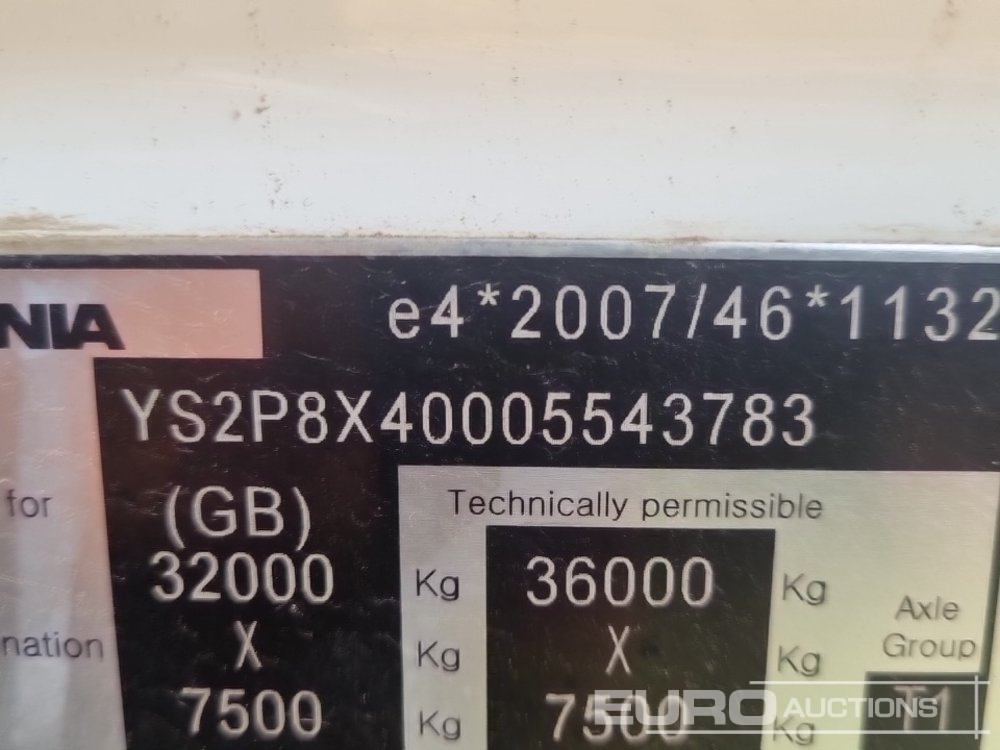 NIA e4*2007/46*1132
YS2P8X40005543783
for (GB) Technically permissible
32000 Kg 36000 Kg Axle
nation X Kg X Kg Group
7500 Kg 7500 Kg T1
EURO AUCTIONS